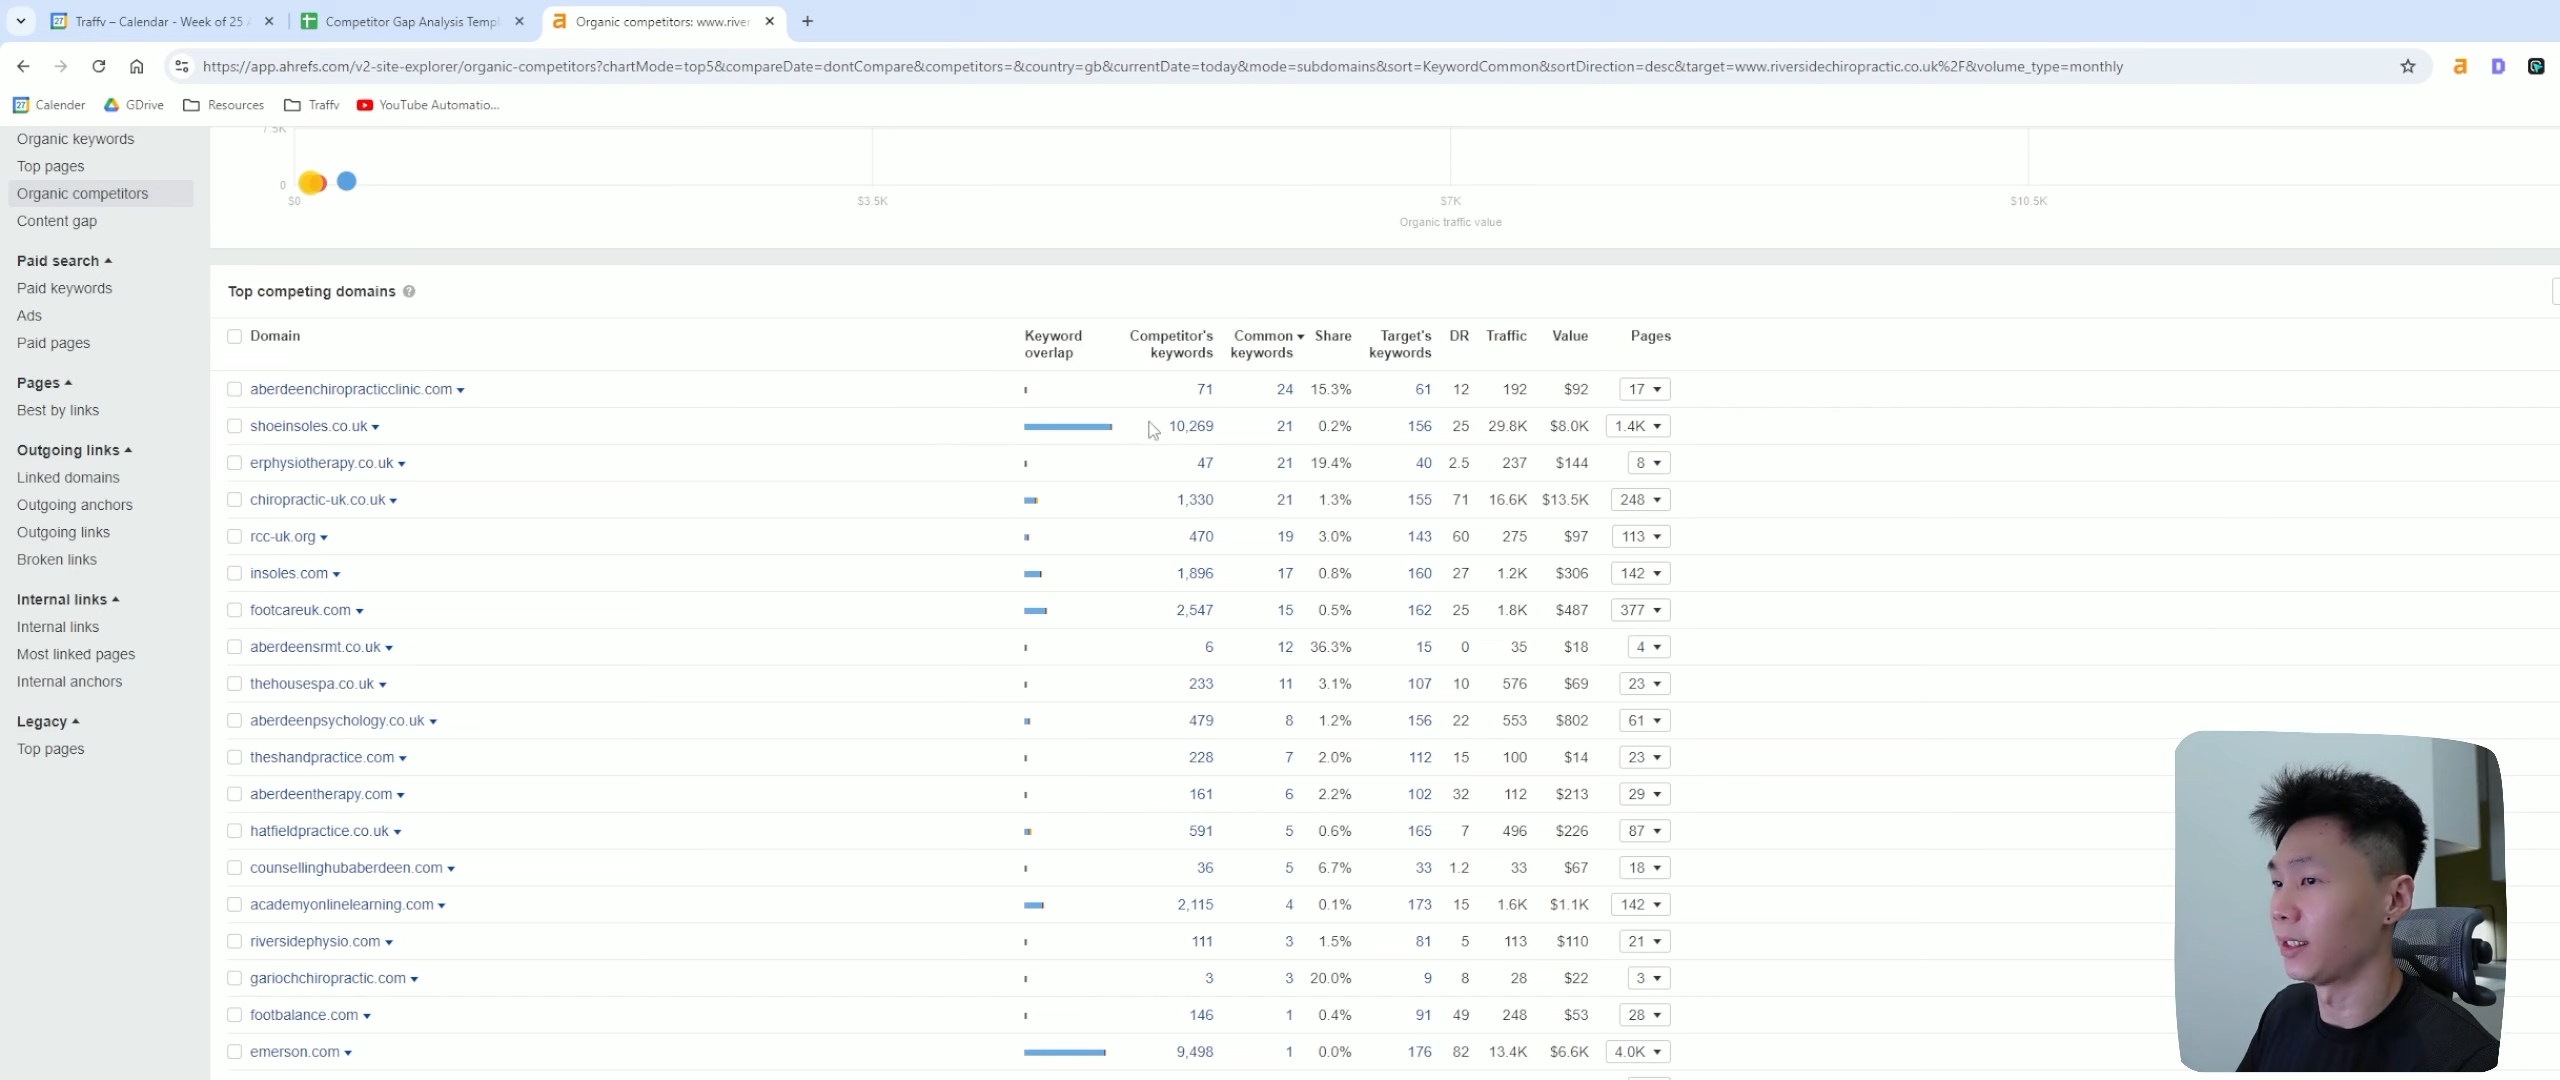 Traffv – Calendar - Week of 25
Competitor Gap Analysis Temp
Organic competitors: www.river
https://app.ahrefs.com/v2-site-explorer/organic-competitors?chartMode=top5&compareDate=dontCompare&competitors=&country=gb&currentDate=today&mode=subdomains&sort=KeywordCommon&sortDirection=desc&target=www.riversidechiropractic.co.uk%2F&volume_type=monthly
Calender GDrive Resources Traffv YouTube Automatio...
Organic keywords
Top pages
Organic competitors
Content gap
Paid search
Paid keywords
Ads
Paid pages
Pages
Best by links
Outgoing links
Linked domains
Outgoing anchors
Outgoing links
Broken links
Internal links
Internal links
Most linked pages
Internal anchors
Legacy
Top pages
7.5K
0
$0 $3.5K $7K $10.5K
Organic traffic value
Top competing domains
Domain Keyword overlap Competitor's keywords Common keywords Share Target's keywords DR Traffic Value Pages
aberdeenchiropracticclinic.com 71 24 15.3% 61 12 192 $92 17
shoeinsoles.co.uk 10,269 21 0.2% 156 25 29.8K $8.0K 1.4K
erphysiotherapy.co.uk 47 21 19.4% 40 2.5 237 $144 8
chiropractic-uk.co.uk 1,330 21 1.3% 155 71 16.6K $13.5K 248
rcc-uk.org 470 19 3.0% 143 60 275 $97 113
insoles.com 1,896 17 0.8% 160 27 1.2K $306 142
footcareuk.com 2,547 15 0.5% 162 25 1.8K $487 377
aberdeensrmt.co.uk 6 12 36.3% 15 0 35 $18 4
thehousespa.co.uk 233 11 3.1% 107 10 576 $69 23
aberdeenpsychology.co.uk 479 8 1.2% 156 22 553 $802 61
theshandpractice.com 228 7 2.0% 112 15 100 $14 23
aberdeentherapy.com 161 6 2.2% 102 32 112 $213 29
hatfieldpractice.co.uk 591 5 0.6% 165 7 496 $226 87
counsellinghubaberdeen.com 36 5 6.7% 33 1.2 33 $67 18
academyonlinelearning.com 2,115 4 0.1% 173 15 1.6K $1.1K 142
riversidephysio.com 111 3 1.5% 81 5 113 $110 21
gariochchiropractic.com 3 3 20.0% 9 8 28 $22 3
footbalance.com 146 1 0.4% 91 49 248 $53 28
emerson.com 9,498 1 0.0% 176 82 13.4K $6.6K 4.0K